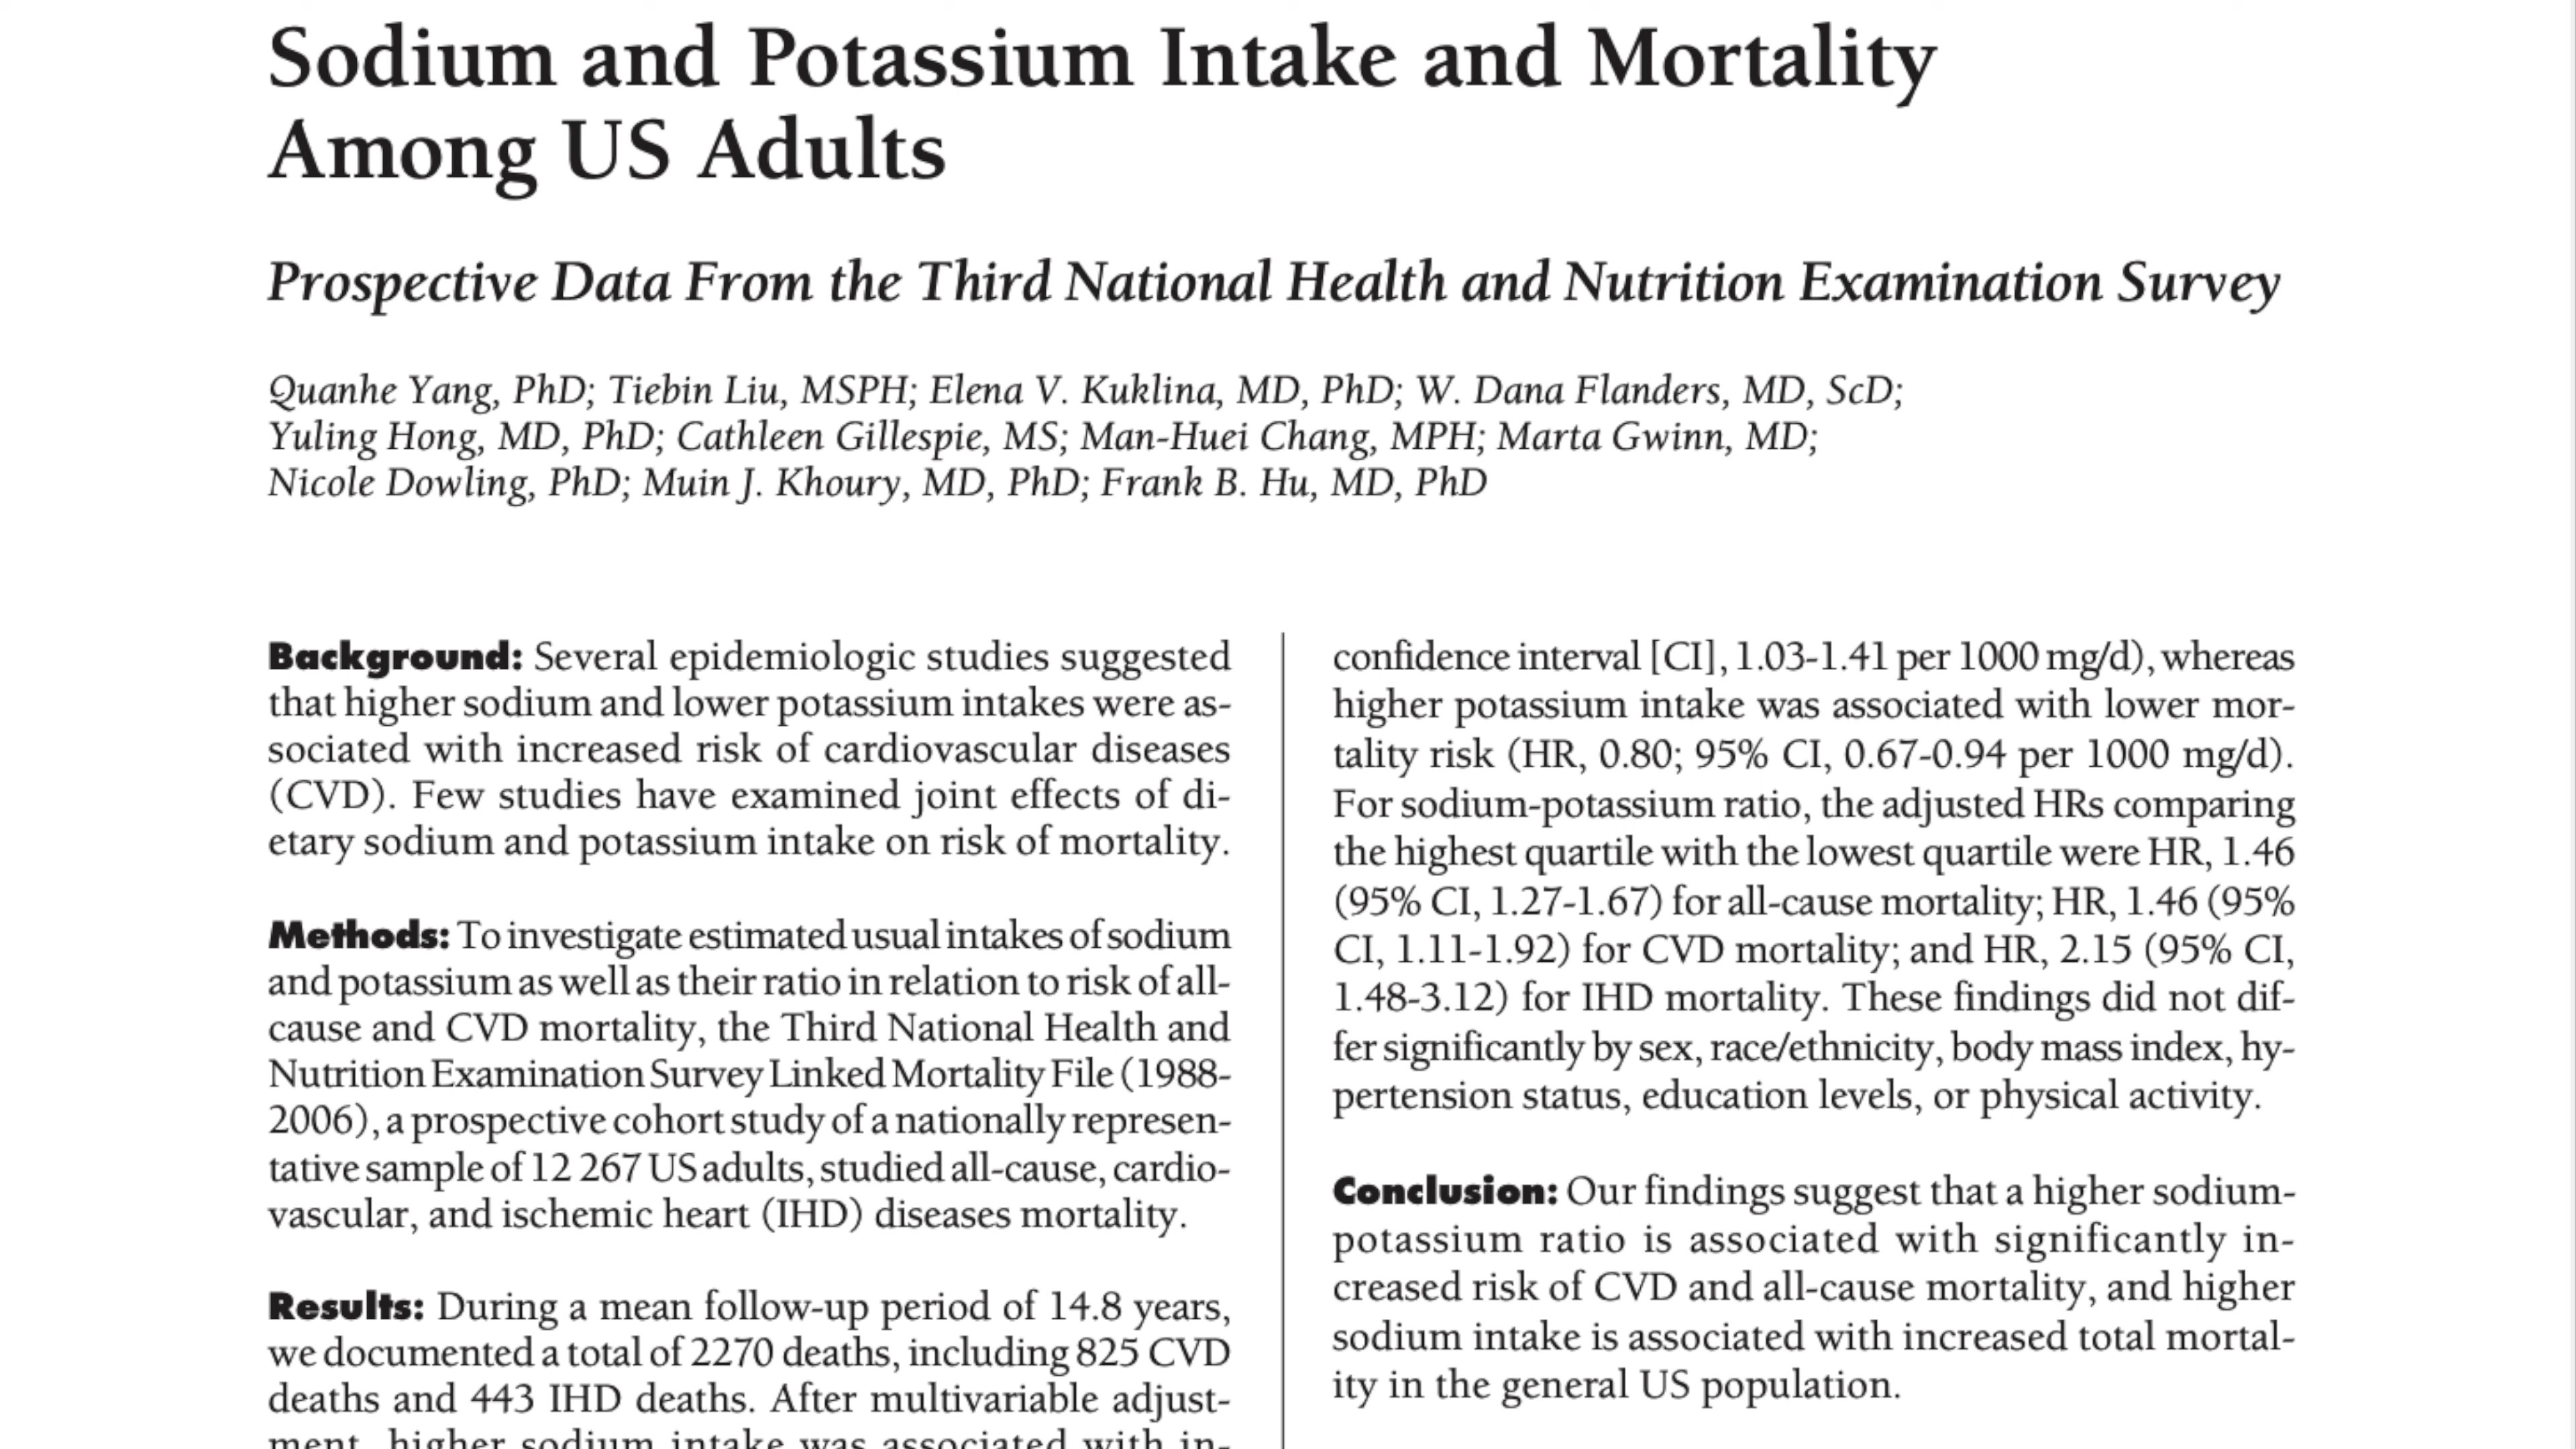 Sodium and Potassium Intake and Mortality
Among US Adults
Prospective Data From the Third National Health and Nutrition Examination Survey
Quanhe Yang, PhD; Tiebin Liu, MSPH; Elena V. Kuklina, MD, PhD; W. Dana Flanders, MD, ScD;
Yuling Hong, MD, PhD; Cathleen Gillespie, MS; Man-Huei Chang, MPH; Marta Gwinn, MD;
Nicole Dowling, PhD; Muin J. Khoury, MD, PhD; Frank B. Hu, MD, PhD
Background: Several epidemiologic studies suggested
that higher sodium and lower potassium intakes were as-
sociated with increased risk of cardiovascular diseases
(CVD). Few studies have examined joint effects of di-
etary sodium and potassium intake on risk of mortality.
Methods: To investigate estimated usual intakes of sodium
and potassium as well as their ratio in relation to risk of all-
cause and CVD mortality, the Third National Health and
Nutrition Examination Survey Linked Mortality File (1988-
2006), a prospective cohort study of a nationally represen-
tative sample of 12 267 US adults, studied all-cause, cardio-
vascular, and ischemic heart (IHD) diseases mortality.
Results: During a mean follow-up period of 14.8 years,
we documented a total of 2270 deaths, including 825 CVD
deaths and 443 IHD deaths. After multivariable adjust-
ment, higher sodium intake was associated with in-
confidence interval [CI], 1.03-1.41 per 1000 mg/d), whereas
higher potassium intake was associated with lower mor-
tality risk (HR, 0.80; 95% CI, 0.67-0.94 per 1000 mg/d).
For sodium-potassium ratio, the adjusted HRs comparing
the highest quartile with the lowest quartile were HR, 1.46
(95% CI, 1.27-1.67) for all-cause mortality; HR, 1.46 (95%
CI, 1.11-1.92) for CVD mortality; and HR, 2.15 (95% CI,
1.48-3.12) for IHD mortality. These findings did not dif-
fer significantly by sex, race/ethnicity, body mass index, hy-
pertension status, education levels, or physical activity.
Conclusion: Our findings suggest that a higher sodium-
potassium ratio is associated with significantly in-
creased risk of CVD and all-cause mortality, and higher
sodium intake is associated with increased total mortal-
ity in the general US population.